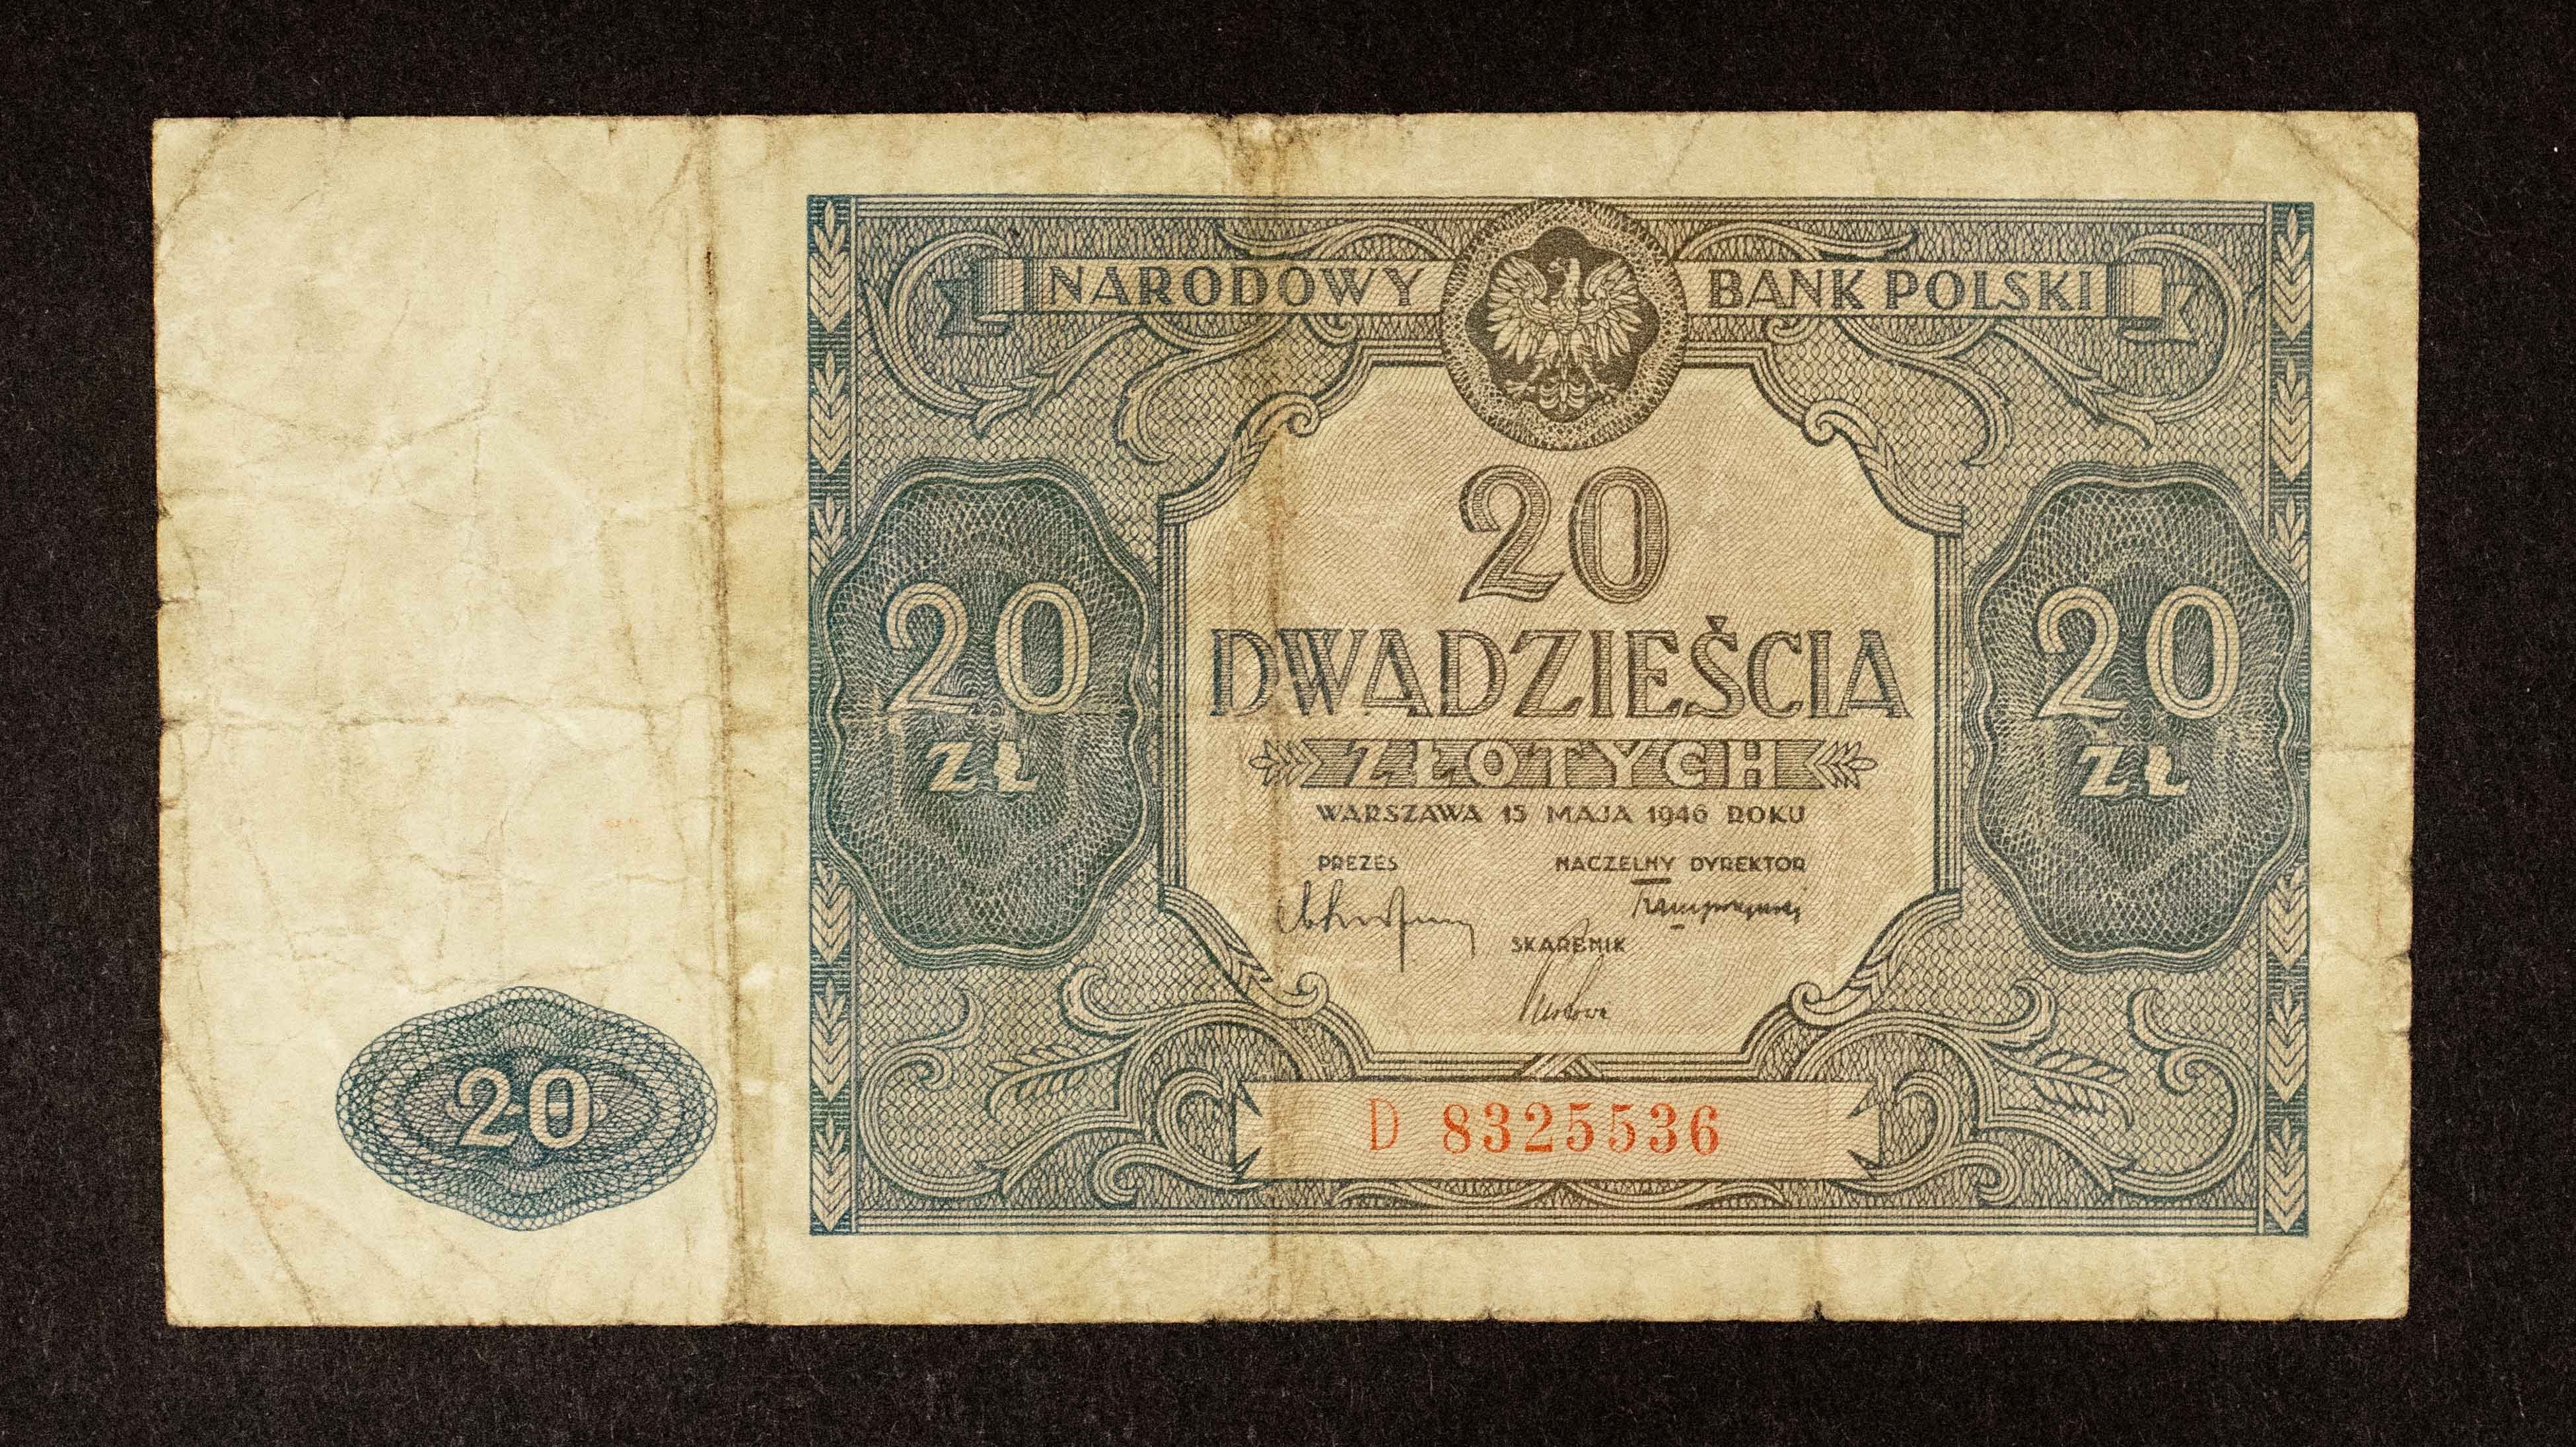 NARODOWY BANK POLSKI
20
DWADZIEŚCIA
20 ZŁ
20 ZŁ
ZŁOTYCH
WARSZAWA 15 MAJA 1946 ROKU
PREZES NACZELNY DYREKTOR
SKARBNIK
20
D 8325536